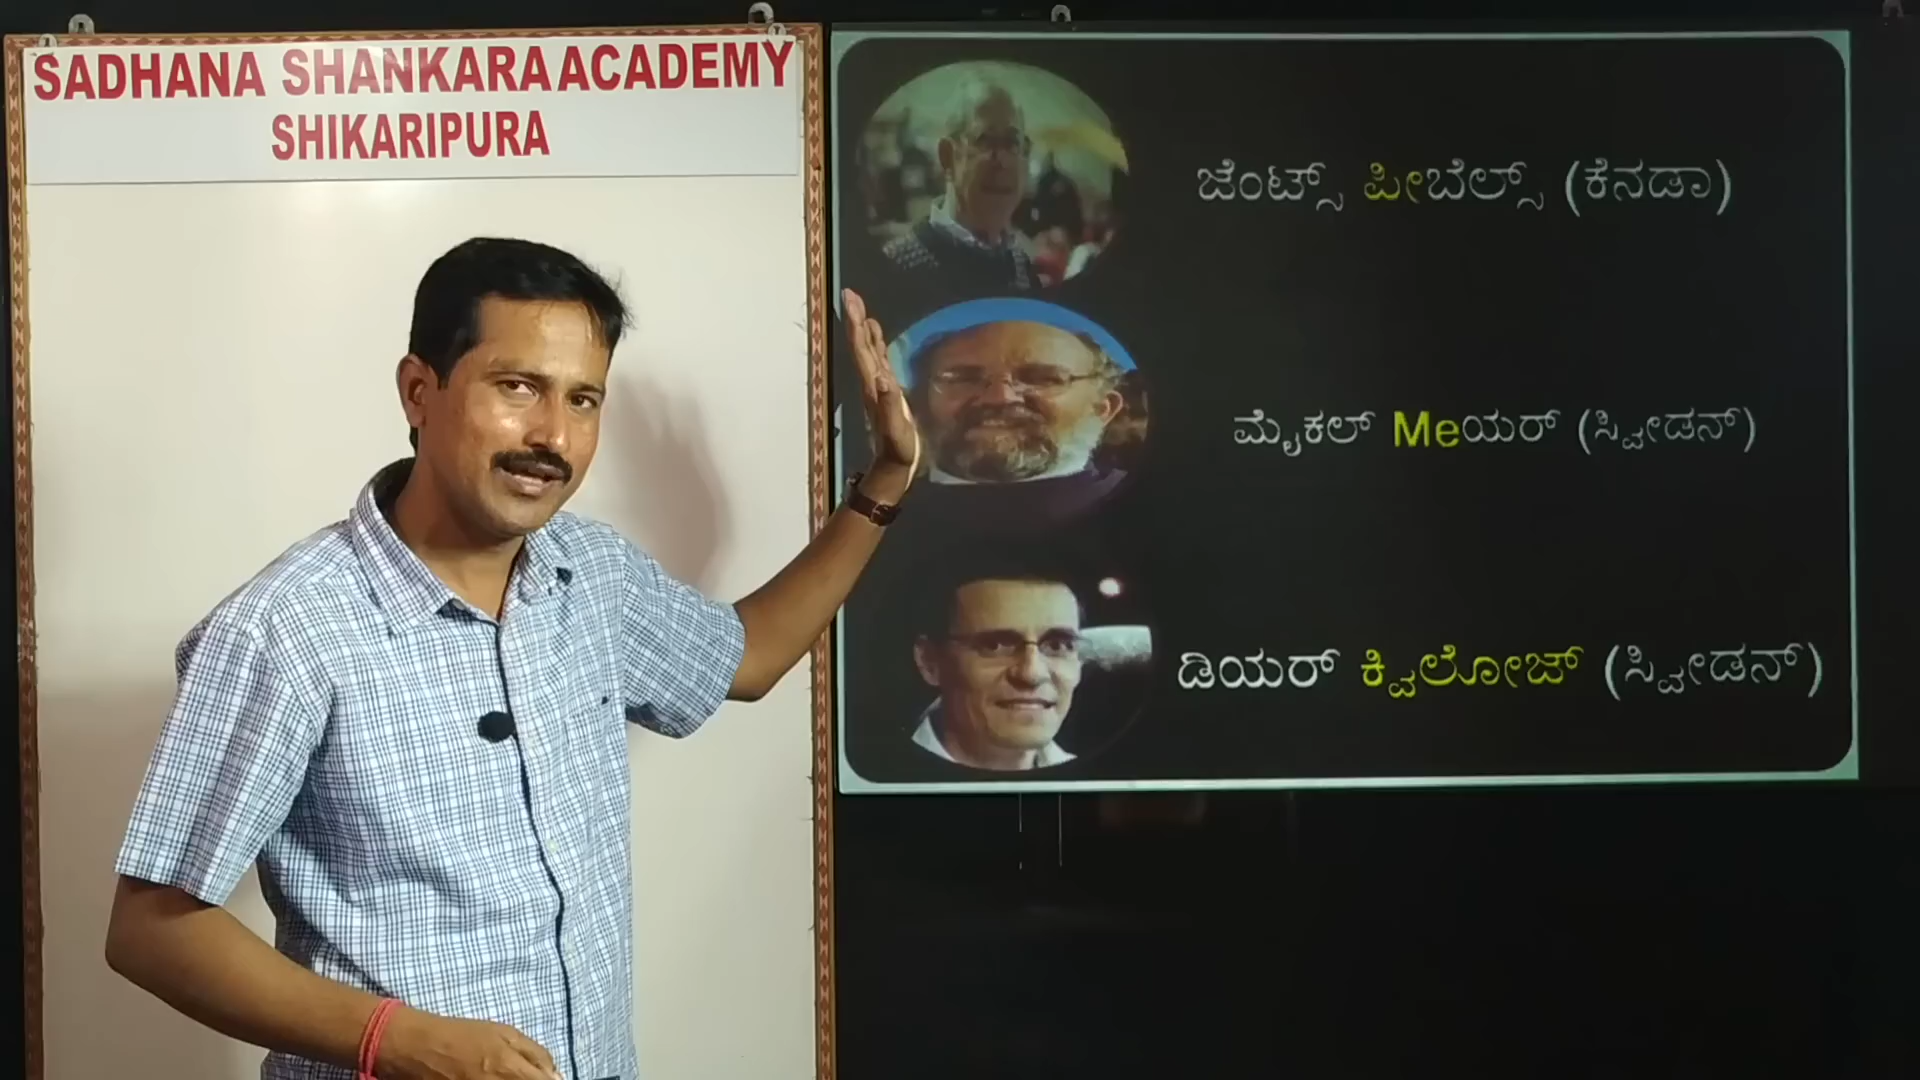 SADHANA SHANKARA ACADEMY
SHIKARIPURA
ಜೆಂಟ್ಸ್ ಪೀಬೆಲ್ಸ್ (ಕೆನಡಾ)
ಮೈಕಲ್ Meಯರ್ (ಸ್ವೀಡನ್)
ಡಿಯರ್ ಕ್ವಿಲೋಜ್ (ಸ್ವೀಡನ್)